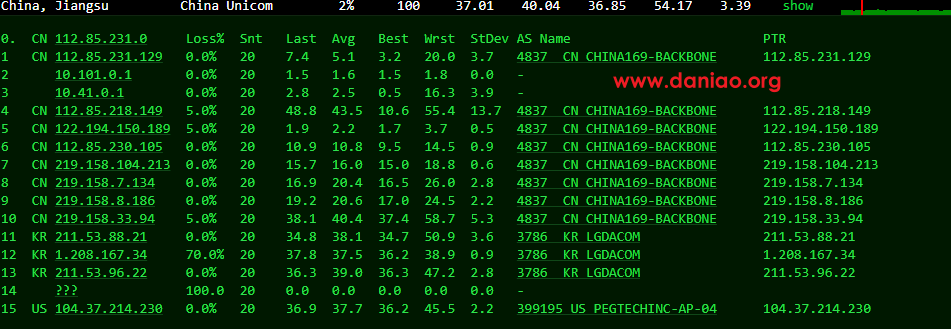 China, Jiangsu China Unicom 2% 100 37.01 40.04 36.85 54.17 3.39 show
0. CN 112.85.231.0 Loss% Snt Last Avg Best Wrst StDev AS Name PTR
1 CN 112.85.231.129 0.0% 20 7.4 5.1 3.2 20.0 3.7 4837 CN CHINA169-BACKBONE 112.85.231.129
2 10.101.0.1 0.0% 20 1.5 1.6 1.5 1.8 0.0 -
www.daniao.org
3 10.41.0.1 0.0% 20 2.8 2.5 0.5 16.3 3.9 -
4 CN 112.85.218.149 5.0% 20 48.8 43.5 10.6 55.4 13.7 4837 CN CHINA169-BACKBONE 112.85.218.149
5 CN 122.194.150.189 5.0% 20 1.9 2.2 1.7 3.7 0.5 4837 CN CHINA169-BACKBONE 122.194.150.189
6 CN 112.85.230.105 0.0% 20 10.9 10.8 9.5 14.5 0.9 4837 CN CHINA169-BACKBONE 112.85.230.105
7 CN 219.158.104.213 0.0% 20 15.7 16.0 15.0 18.8 0.6 4837 CN CHINA169-BACKBONE 219.158.104.213
8 CN 219.158.7.134 0.0% 20 16.9 20.4 16.5 26.0 2.8 4837 CN CHINA169-BACKBONE 219.158.7.134
9 CN 219.158.8.186 0.0% 20 19.2 20.6 17.0 24.5 2.2 4837 CN CHINA169-BACKBONE 219.158.8.186
10 CN 219.158.33.94 5.0% 20 38.1 40.4 37.4 58.7 5.3 4837 CN CHINA169-BACKBONE 219.158.33.94
11 KR 211.53.88.21 0.0% 20 34.8 38.1 34.7 50.9 3.6 3786 KR LGDACOM 211.53.88.21
12 KR 1.208.167.34 70.0% 20 37.8 37.5 36.2 38.9 0.9 3786 KR LGDACOM 1.208.167.34
13 KR 211.53.96.22 0.0% 20 36.3 39.0 36.3 47.2 2.8 3786 KR LGDACOM 211.53.96.22
14 ??? 100.0 20 0.0 0.0 0.0 0.0 0.0 -
15 US 104.37.214.230 0.0% 20 36.9 37.7 36.2 45.5 2.2 399195 US PEGTECHINC-AP-04 104.37.214.230